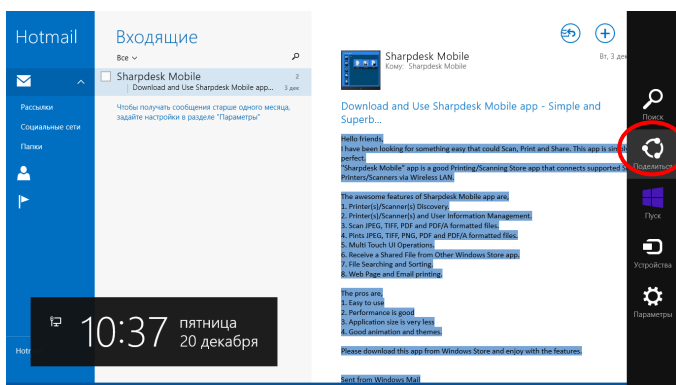 Hotmail
Рассылки
Социальные сети
Папки
Входящие
Все
Sharpdesk Mobile 2
Download and Use Sharpdesk Mobile app... 3 дек
Чтобы получать сообщения старше одного месяца,
задайте настройки в разделе "Параметры"
Sharpdesk Mobile
Вт, 3 дек
Кому: Sharpdesk Mobile
Download and Use Sharpdesk Mobile app - Simple and
Superb...
Hello friends,
I have been looking for something easy that could Scan, Print and Share. This app is simple
perfect.
"Sharpdesk Mobile" app is a good Printing/Scanning Store app that connects supported
Printers/Scanners via Wireless LAN.
The awesome features of Sharpdesk Mobile app are,
1. Printer(s)/Scanner(s) Discovery.
2. Printer(s)/Scanner(s) and User Information Management.
3. Scan JPEG, TIFF, PDF and PDF/A formatted files.
4. Pints JPEG, TIFF, PNG, PDF and PDF/A formatted files.
5. Multi Touch UI Operations.
6. Receive a Shared File From Other Windows Store app.
7. File Searching and Sorting.
8. Web Page and Email printing.
The pros are,
1. Easy to use
2. Performance is good
3. Application size is very less
4. Good animation and themes.
Please download this app from Windows Store and enjoy with the features.
Sent from Windows Mail
Поиск
Поделиться
Пуск
Устройства
Параметры
10:37
пятница
20 декабря